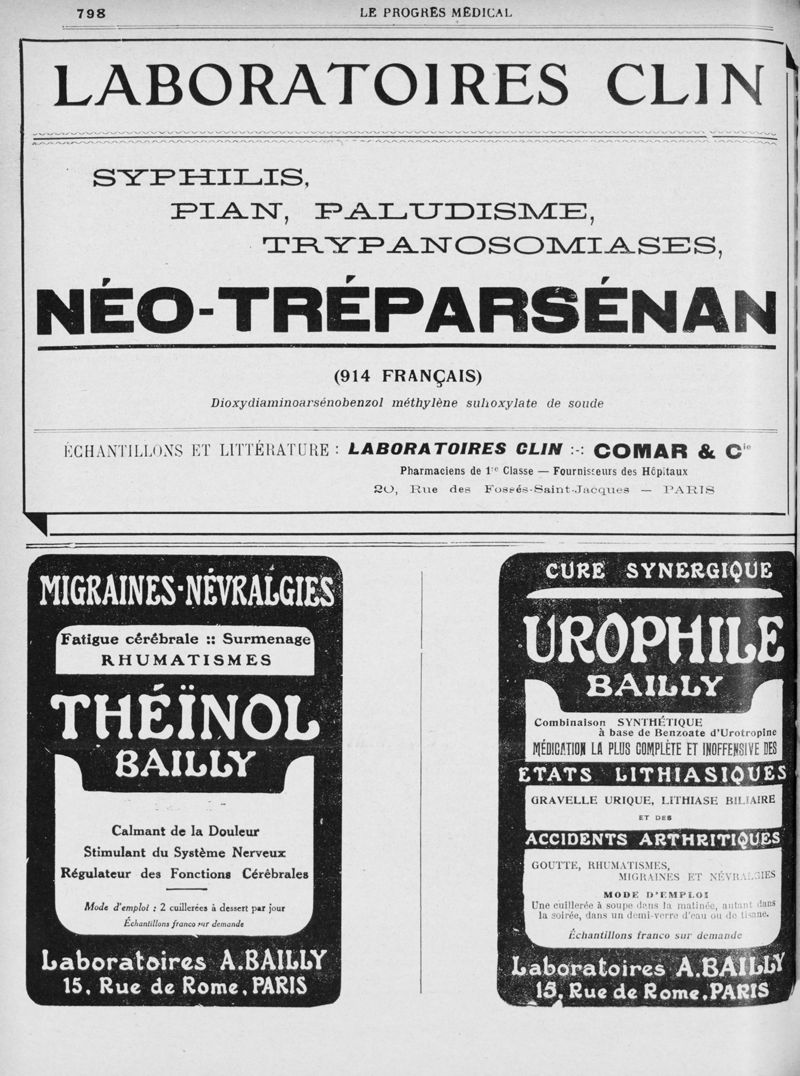 798
LE PROGRÈS MÉDICAL
LABORATOIRES CLIN
SYPHILIS,
PIAN, PALUDISME,
TRYPANOSOMIASES,
NÉO-TRÉPARSÉNAN
(914 FRANÇAIS)
Dioxydiaminoarsénobenzol méthylène sulfoxylate de soude
ÉCHANTILLONS ET LITTÉRATURE : LABORATOIRES CLIN :-: COMAR & Cie
Pharmaciens de 1re Classe — Fournisseurs des Hôpitaux
20, Rue des Fossés-Saint-Jacques — PARIS
MIGRAINES-NÉVRALGIES
Fatigue cérébrale :: Surmenage
RHUMATISMES
THÉÏNOL
BAILLY
Calmant de la Douleur
Stimulant du Système Nerveux
Régulateur des Fonctions Cérébrales
Mode d'emploi : 2 cuillerées à dessert par jour
Échantillons franco sur demande
Laboratoires A.BAILLY
15, Rue de Rome, PARIS
CURE SYNERGIQUE
UROPHILE
BAILLY
Combinaison SYNTHÉTIQUE
à base de Benzoate d'Urotropine
MÉDICATION LA PLUS COMPLÈTE ET INOFFENSIVE DES
ETATS LITHIASIQUES
GRAVELLE URIQUE, LITHIASE BILIAIRE
ET DES
ACCIDENTS ARTHRITIQUES
GOUTTE, RHUMATISMES,
MIGRAINES ET NÉVRALGIES
MODE D'EMPLOI
Une cuillerée à soupe dans la matinée, autant dans
la soirée, dans un demi-verre d'eau ou de tisane.
Échantillons franco sur demande
Laboratoires A.BAILLY
15, Rue de Rome, PARIS